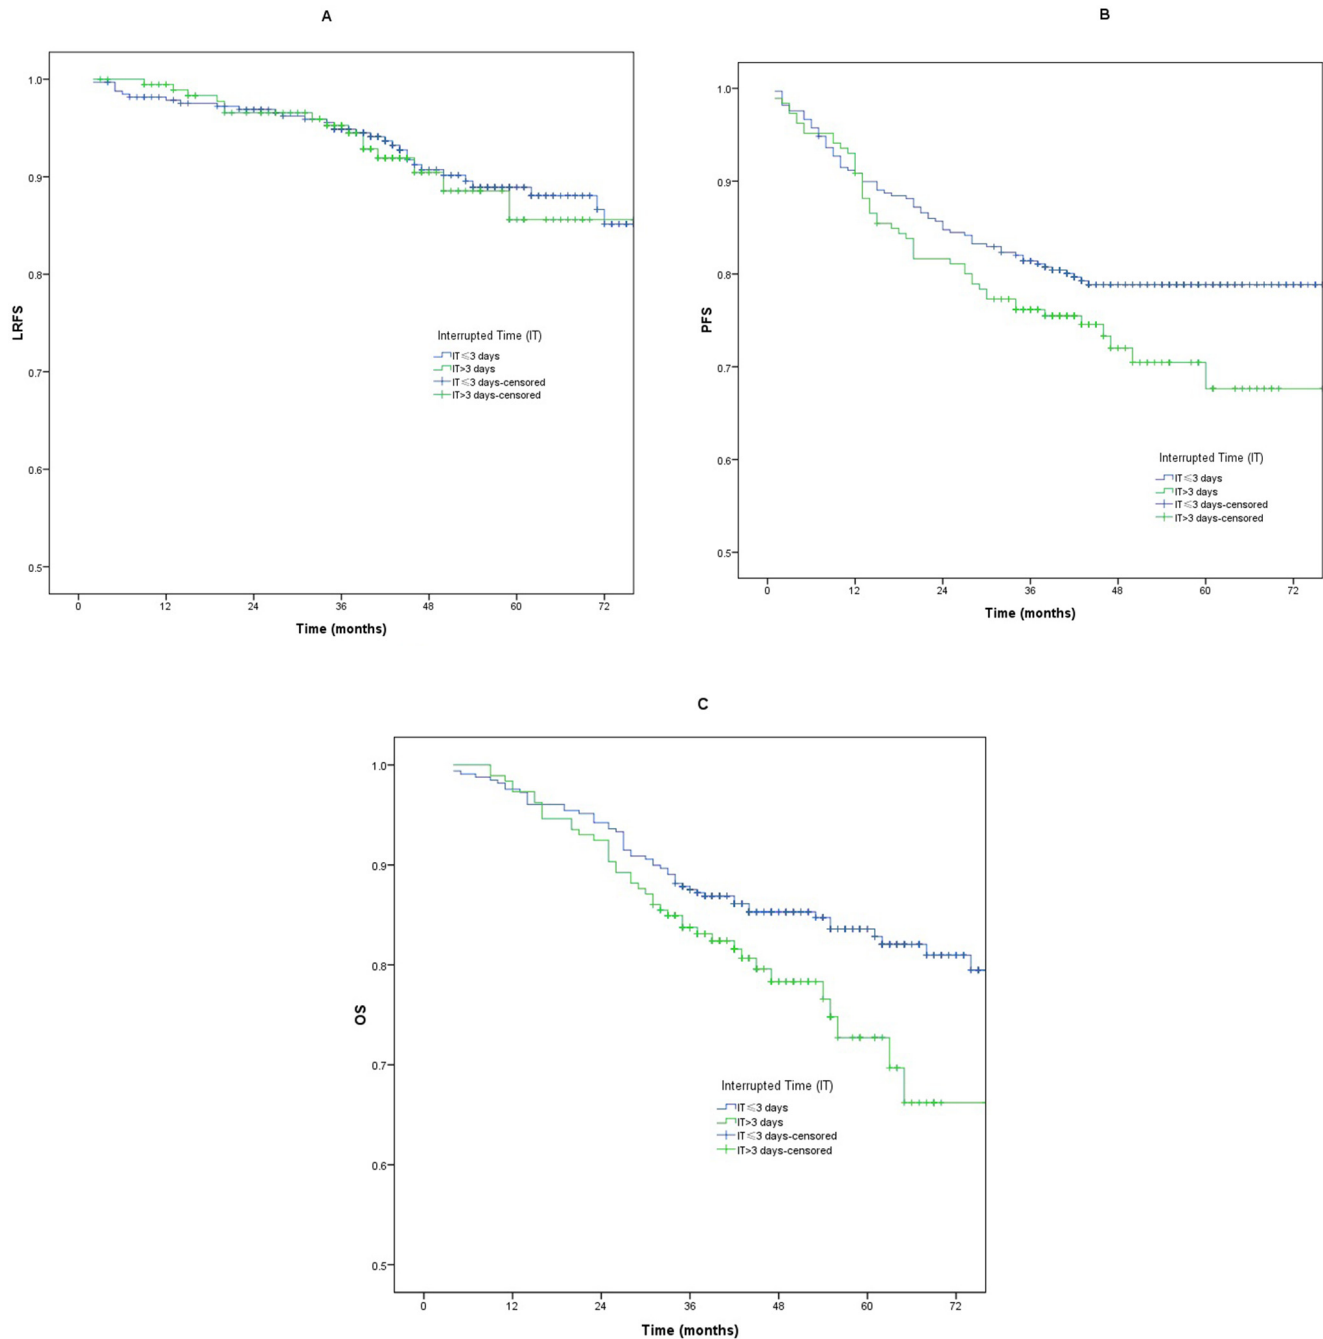 A
1.0
0.9
0.8
0.7
0.6
0.5
LRFS
Interrupted Time (IT)
IT≤3 days
IT>3 days
IT≤3 days-censored
IT>3 days-censored
0 12 24 36 48 60 72
Time (months)
B
1.0
0.9
0.8
0.7
0.6
0.5
PFS
Interrupted Time (IT)
IT≤3 days
IT>3 days
IT≤3 days-censored
IT>3 days-censored
0 12 24 36 48 60 72
Time (months)
C
1.0
0.9
0.8
0.7
0.6
0.5
OS
Interrupted Time (IT)
IT≤3 days
IT>3 days
IT≤3 days-censored
IT>3 days-censored
0 12 24 36 48 60 72
Time (months)